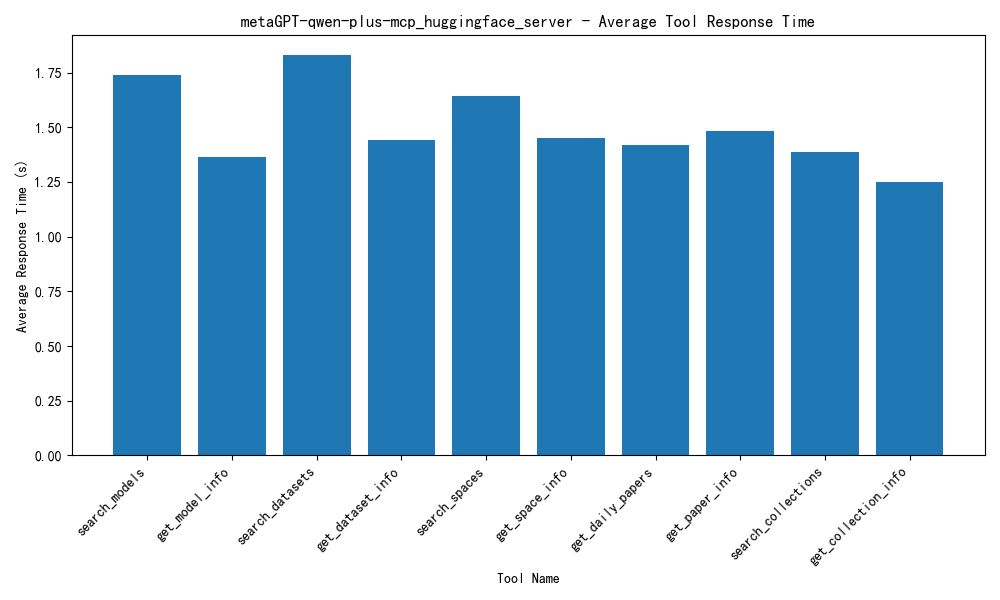 metaGPT-qwen-plus-mcp_huggingface_server - Average Tool Response Time
Average Response Time (s)
1.75
1.50
1.25
1.00
0.75
0.50
0.25
0.00
search_models
get_model_info
search_datasets
get_dataset_info
search_spaces
get_space_info
get_daily_papers
get_paper_info
search_collections
get_collection_info
Tool Name